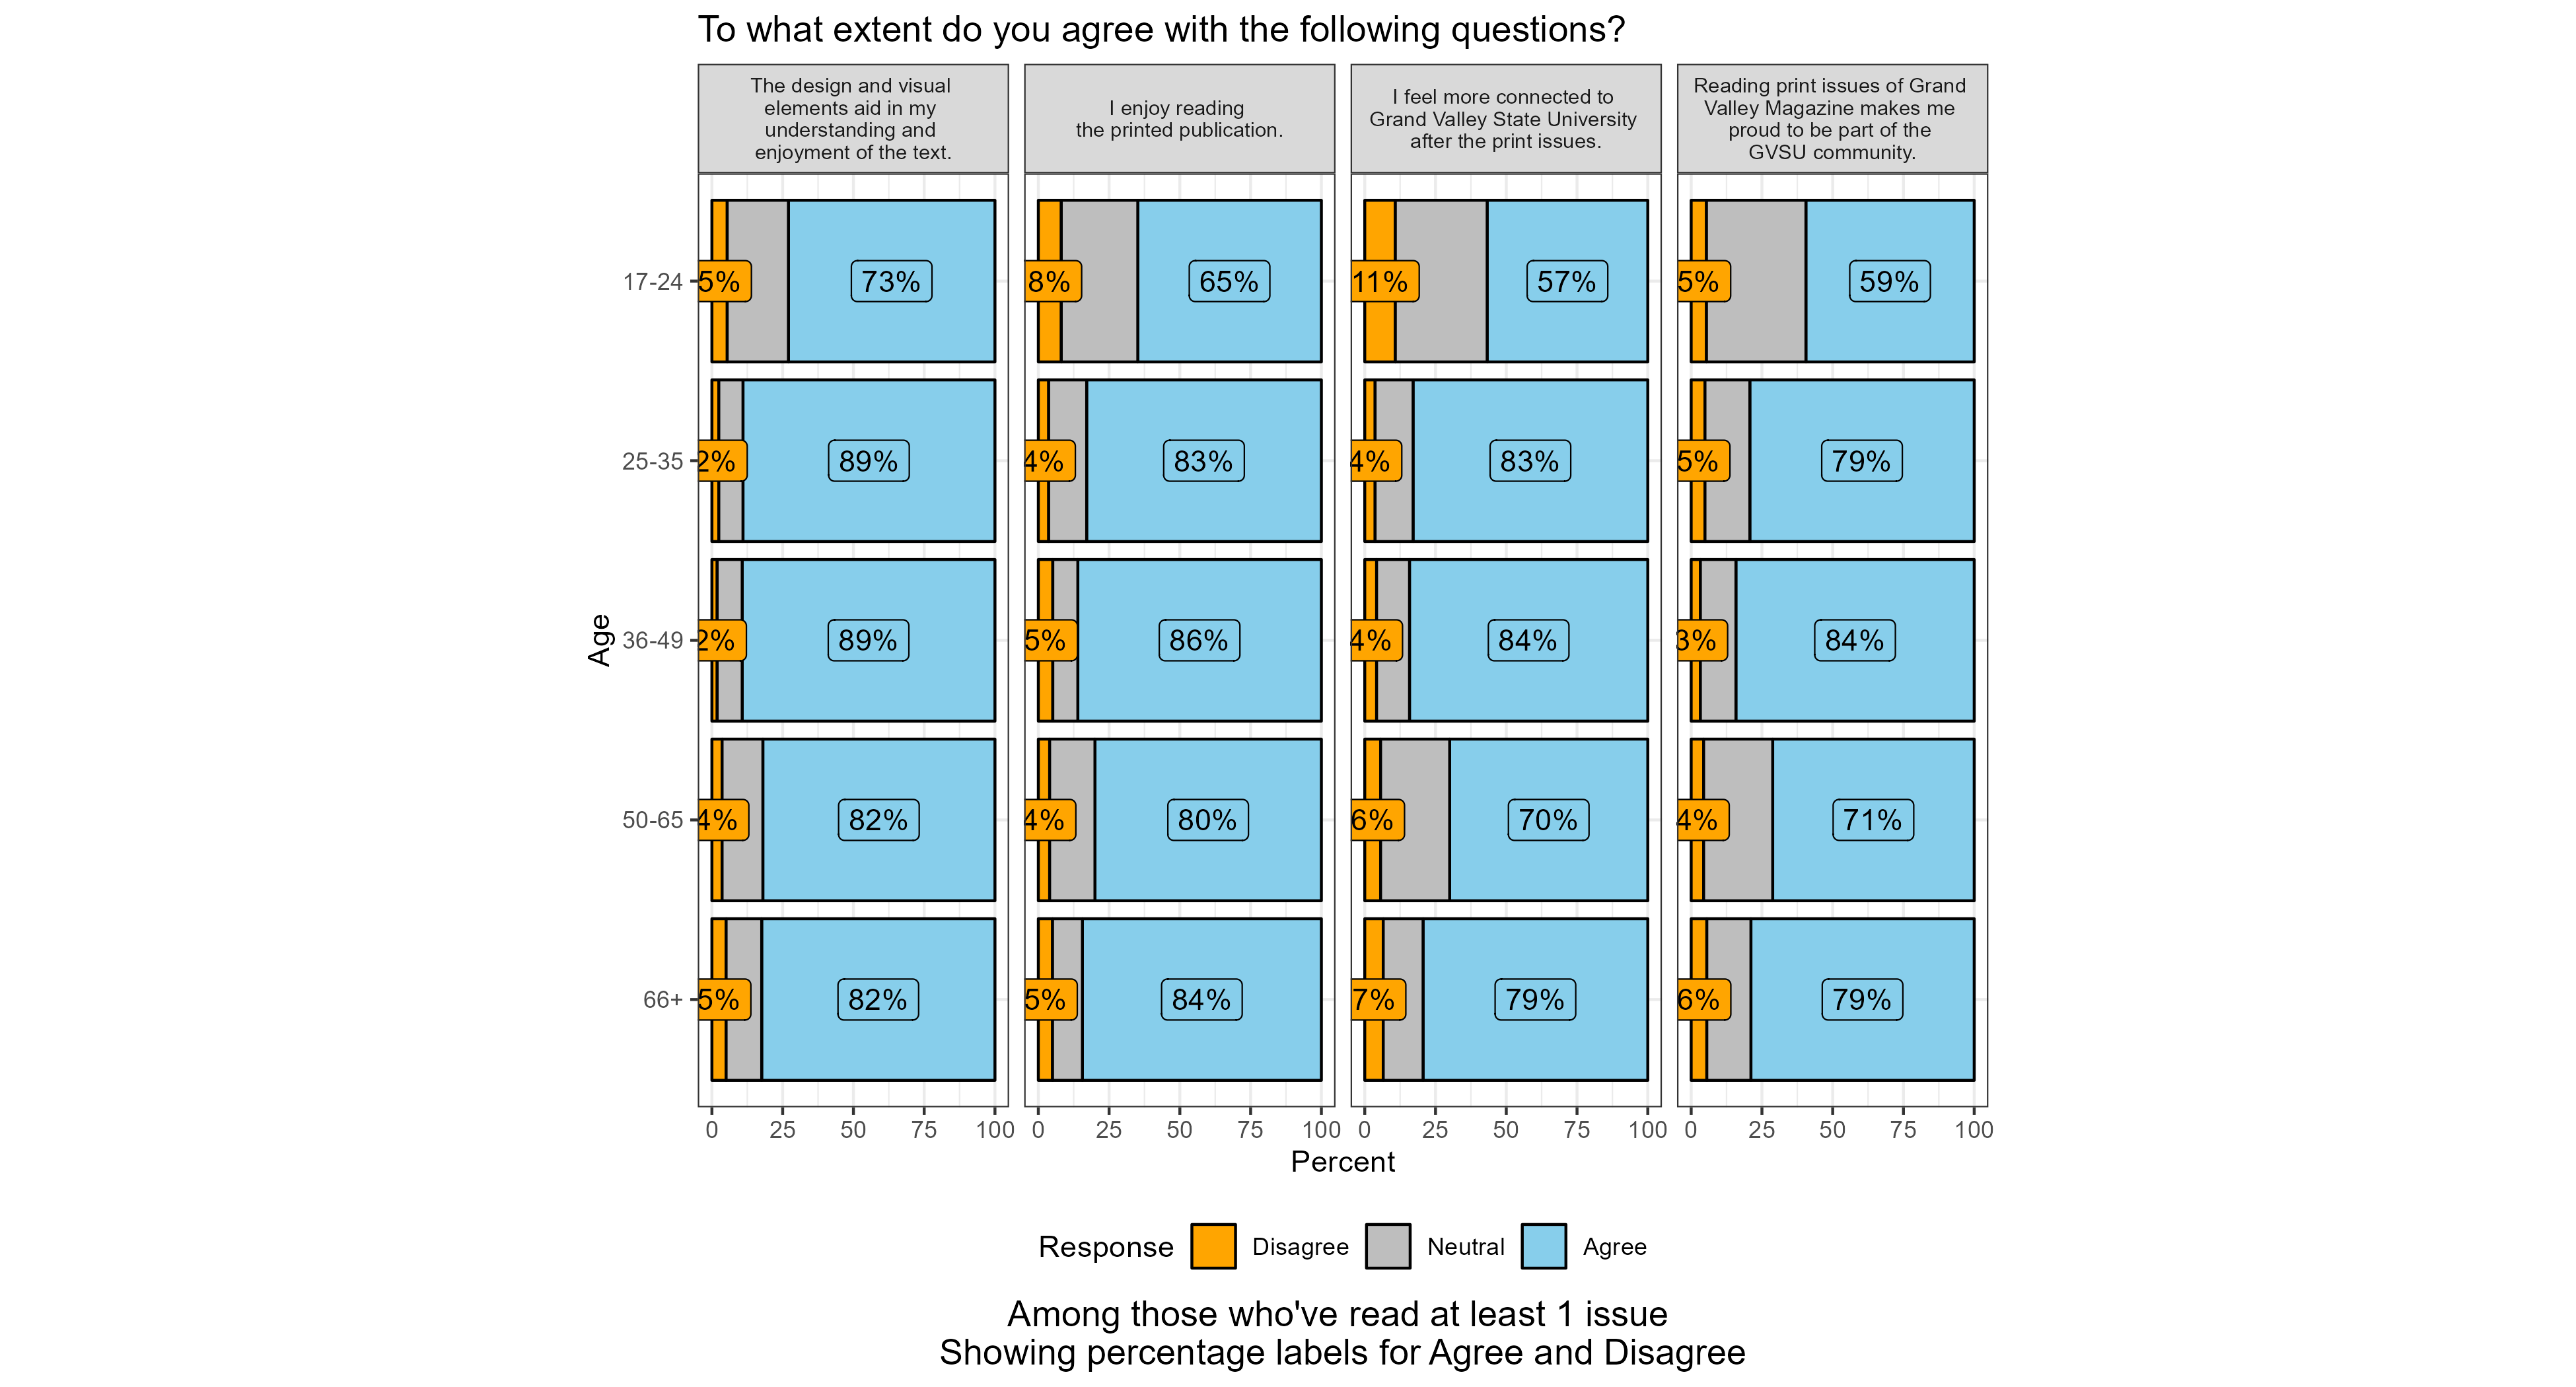 To what extent do you agree with the following questions?
The design and visual
elements aid in my
understanding and
enjoyment of the text.
I enjoy reading
the printed publication.
I feel more connected to
Grand Valley State University
after the print issues.
Reading print issues of Grand
Valley Magazine makes me
proud to be part of the
GVSU community.
Age
17-24
5% 73% 8% 65% 11% 57% 5% 59%
25-35
2% 89% 4% 83% 4% 83% 5% 79%
36-49
2% 89% 5% 86% 4% 84% 3% 84%
50-65
4% 82% 4% 80% 6% 70% 4% 71%
66+
5% 82% 5% 84% 7% 79% 6% 79%
0 25 50 75 100 0 25 50 75 100 0 25 50 75 100 0 25 50 75 100
Percent
Response Disagree Neutral Agree
Among those who've read at least 1 issue
Showing percentage labels for Agree and Disagree